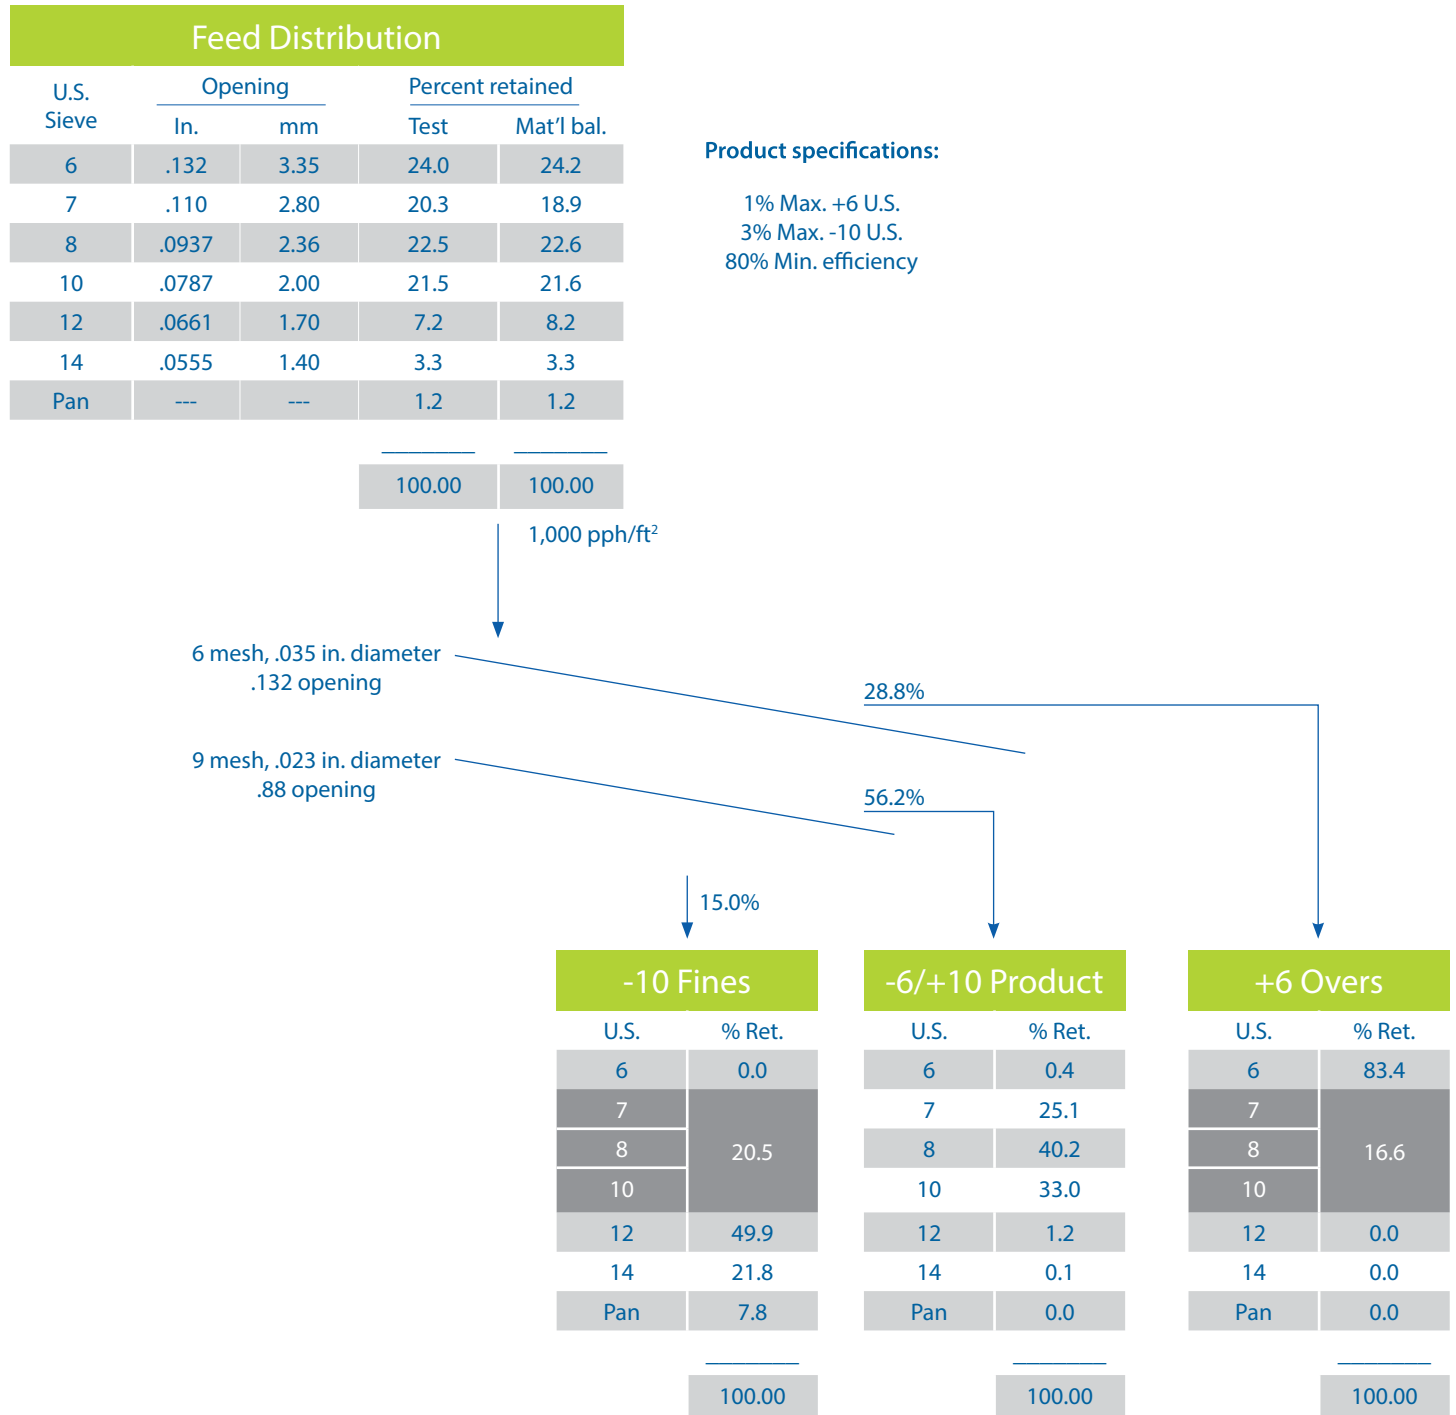 Feed Distribution
U.S. Sieve Opening Percent retained
In. mm Test Mat'l bal.
6 .132 3.35 24.0 24.2
7 .110 2.80 20.3 18.9
8 .0937 2.36 22.5 22.6
10 .0787 2.00 21.5 21.6
12 .0661 1.70 7.2 8.2
14 .0555 1.40 3.3 3.3
Pan --- --- 1.2 1.2
100.00 100.00
Product specifications:
1% Max. +6 U.S.
3% Max. -10 U.S.
80% Min. efficiency
1,000 pph/ft²
6 mesh, .035 in. diameter
.132 opening
28.8%
9 mesh, .023 in. diameter
.88 opening
56.2%
15.0%
-10 Fines
U.S. % Ret.
6 0.0
7
8 20.5
10
12 49.9
14 21.8
Pan 7.8
100.00
-6/+10 Product
U.S. % Ret.
6 0.4
7 25.1
8 40.2
10 33.0
12 1.2
14 0.1
Pan 0.0
100.00
+6 Overs
U.S. % Ret.
6 83.4
7
8 16.6
10
12 0.0
14 0.0
Pan 0.0
100.00